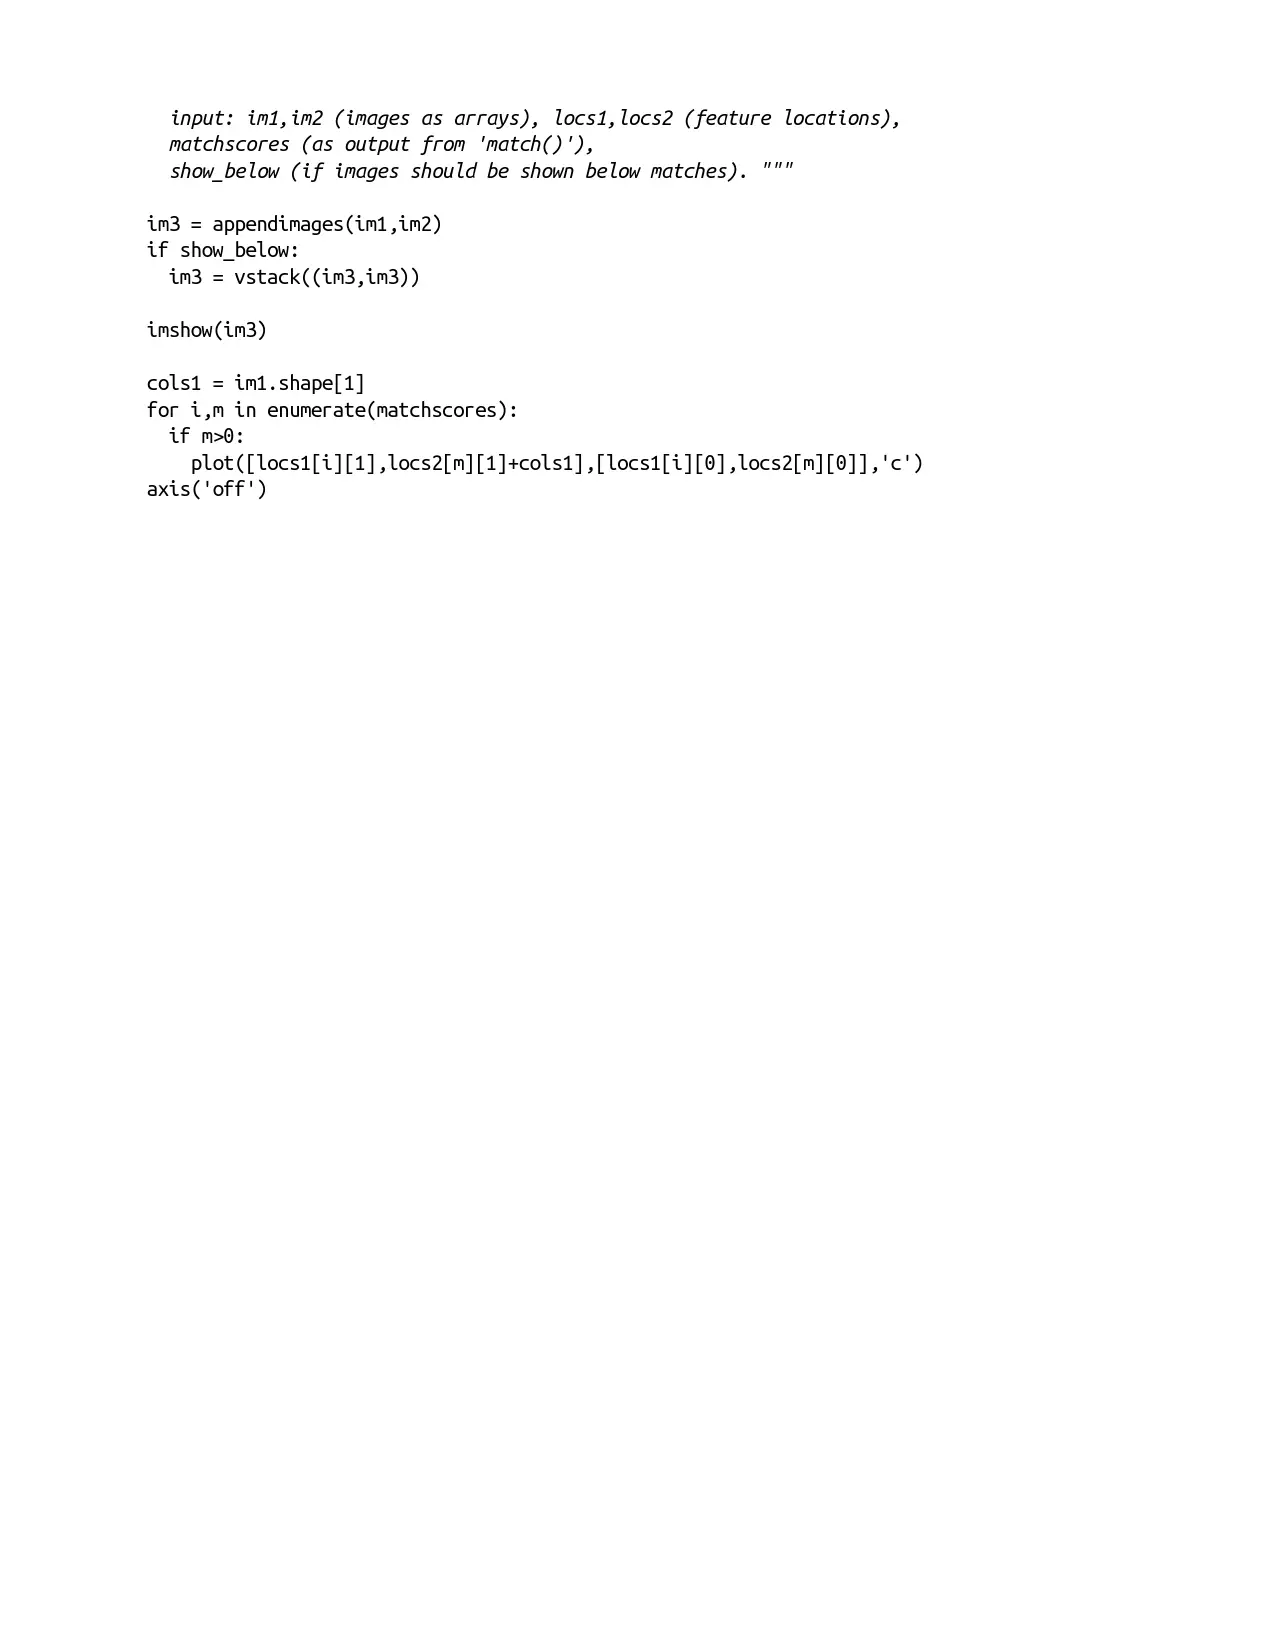 input: im1,im2 (images as arrays), locs1,locs2 (feature locations),
matchscores (as output from 'match()'),
show_below (if images should be shown below matches). """
im3 = appendimages(im1,im2)
if show_below:
im3 = vstack((im3,im3))
imshow(im3)
cols1 = im1.shape[1]
for i,m in enumerate(matchscores):
if m>0:
plot([locs1[i][1],locs2[m][1]+cols1],[locs1[i][0],locs2[m][0]],'c')
axis('off')